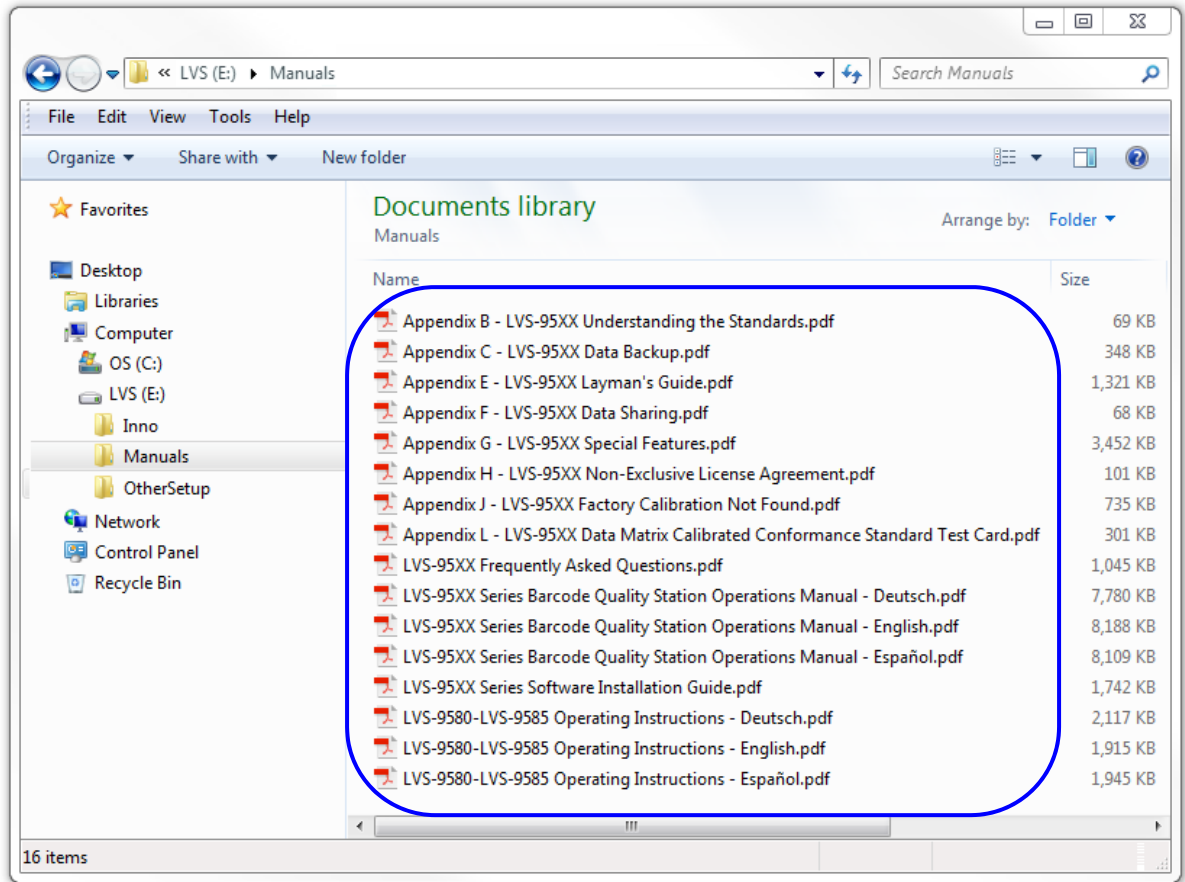 « LVS (E:) ▸ Manuals
Search Manuals
File Edit View Tools Help
Organize Share with New folder
Favorites
Desktop
Libraries
Computer
OS (C:)
LVS (E:)
Inno
Manuals
OtherSetup
Network
Control Panel
Recycle Bin
Documents library
Manuals
Arrange by: Folder
Name Size
Appendix B - LVS-95XX Understanding the Standards.pdf 69 KB
Appendix C - LVS-95XX Data Backup.pdf 348 KB
Appendix E - LVS-95XX Layman's Guide.pdf 1,321 KB
Appendix F - LVS-95XX Data Sharing.pdf 68 KB
Appendix G - LVS-95XX Special Features.pdf 3,452 KB
Appendix H - LVS-95XX Non-Exclusive License Agreement.pdf 101 KB
Appendix J - LVS-95XX Factory Calibration Not Found.pdf 735 KB
Appendix L - LVS-95XX Data Matrix Calibrated Conformance Standard Test Card.pdf 301 KB
LVS-95XX Frequently Asked Questions.pdf 1,045 KB
LVS-95XX Series Barcode Quality Station Operations Manual - Deutsch.pdf 7,780 KB
LVS-95XX Series Barcode Quality Station Operations Manual - English.pdf 8,188 KB
LVS-95XX Series Barcode Quality Station Operations Manual - Español.pdf 8,109 KB
LVS-95XX Series Software Installation Guide.pdf 1,742 KB
LVS-9580-LVS-9585 Operating Instructions - Deutsch.pdf 2,117 KB
LVS-9580-LVS-9585 Operating Instructions - English.pdf 1,915 KB
LVS-9580-LVS-9585 Operating Instructions - Español.pdf 1,945 KB
16 items